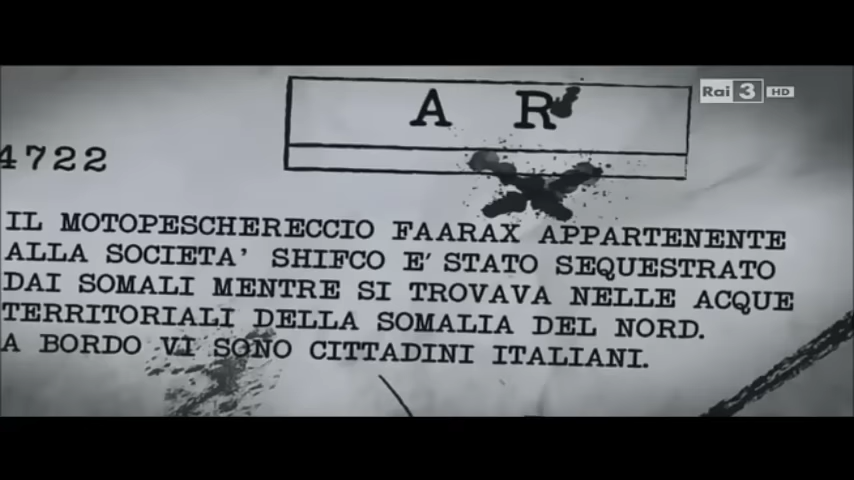 A R
Rai 3 HD
4722
IL MOTOPESCHERECCIO FAARAX APPARTENENTE
ALLA SOCIETA' SHIFCO E' STATO SEQUESTRATO
DAI SOMALI MENTRE SI TROVAVA NELLE ACQUE
TERRITORIALI DELLA SOMALIA DEL NORD.
A BORDO VI SONO CITTADINI ITALIANI.